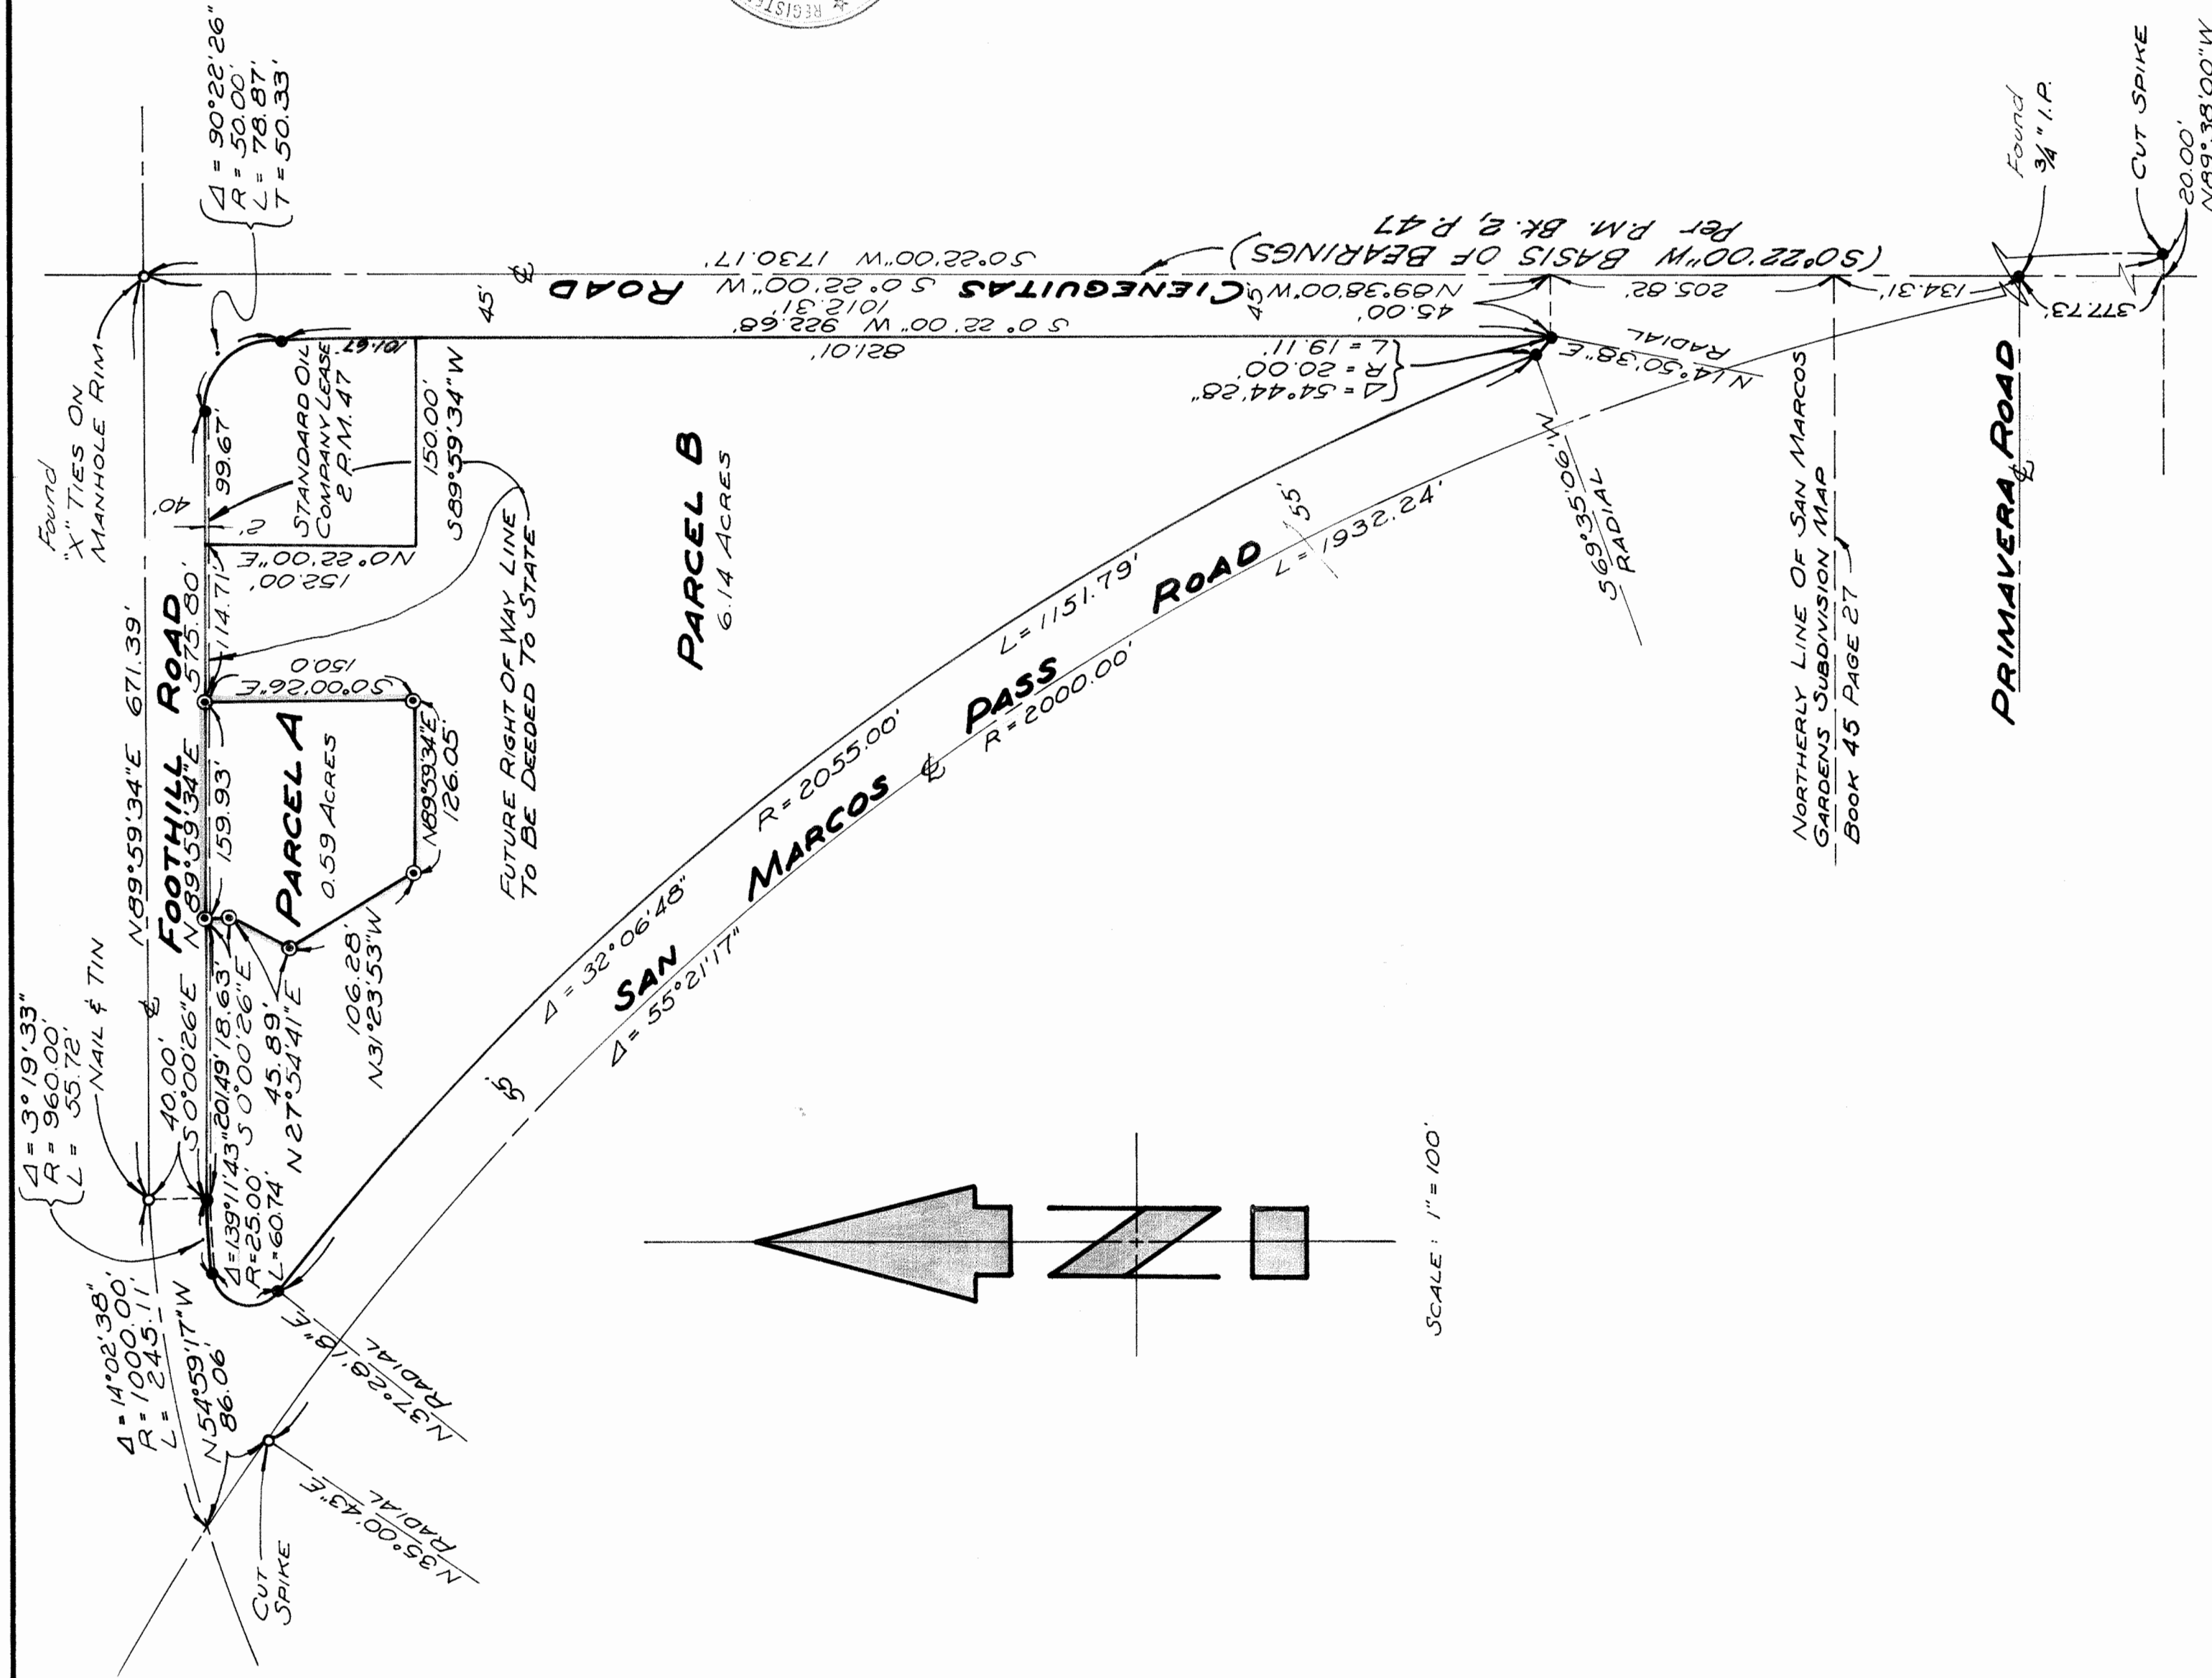 REGISTERED
Found
"X" TIES ON
MANHOLE RIM
Δ = 90°22'26"
R = 50.00'
L = 78.87'
T = 50.33'
N89°59'34"E 671.39'
FOOTHILL ROAD
N 89°59'34"E 575.80'
℄
NAIL & TIN
Δ = 3°19'33"
R = 960.00'
L = 55.72'
40.00'
S0°00'26"E
Δ = 14°02'38"
R = 1000.00'
L = 245.11'
N54°59'17"W
86.06'
CUT
SPIKE
N35°00'43"E
RADIAL
N37°28'18"E
RADIAL
Δ=139°11'43"
R=25.00'
L=60.74'
201.49'
18.63'
S0°00'26"E
45.89'
N27°54'41"E
106.28'
N31°23'53"W
159.93'
PARCEL A
0.59 ACRES
N89°59'34"E
126.05'
S0°00'26"E
150.0
114.71'
99.67'
40'
2'
STANDARD OIL
COMPANY LEASE
2 P.M. 47
101.67'
N0°22'00"E
152.00'
150.00'
S89°59'34"W
FUTURE RIGHT OF WAY LINE
TO BE DEEDED TO STATE
PARCEL B
6.14 ACRES
45'
℄
S0°22'00"W 1730.17'
CIENEGUITAS ROAD
S0°22'00"W
1012.31'
S0°22'00"W 922.68'
821.01'
(S0°22'00"W BASIS OF BEARINGS)
Per P.M. Bk. 2, P. 47
45'
N89°38'00"W
45.00'
Δ=54°44'28"
R = 20.00'
L = 19.11'
N14°50'38"E
RADIAL
S69°35'06"W
RADIAL
205.82'
134.31'
377.73'
Δ = 32°06'48"
R = 2055.00'
L = 1151.79'
SAN MARCOS PASS ROAD
℄
Δ = 55°21'17"
R = 2000.00'
L = 1932.24'
55'
55'
NORTHERLY LINE OF SAN MARCOS
GARDENS SUBDIVISION MAP
BOOK 45 PAGE 27
PRIMAVERA ROAD
℄
Found
3/4" I.P.
CUT SPIKE
20.00'
N89°38'00"W
N
SCALE: 1" = 100'